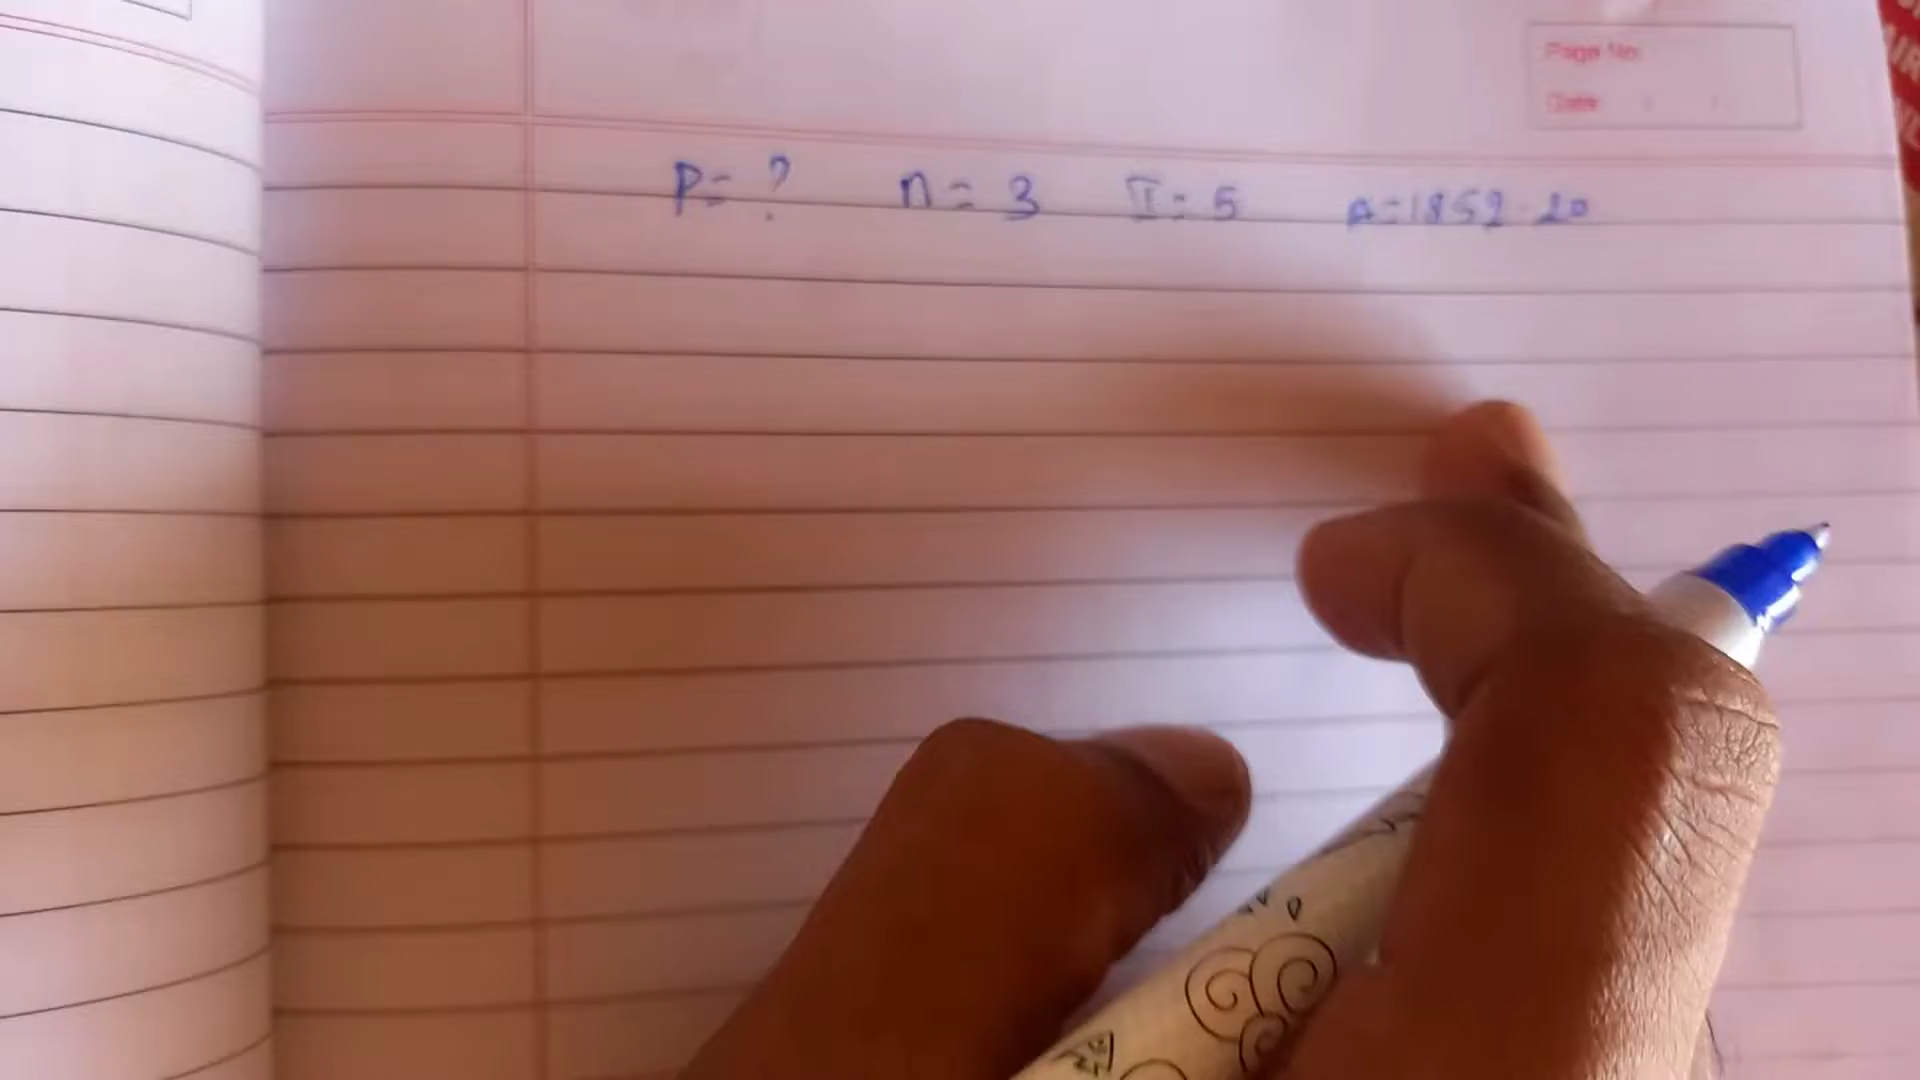 Page No:
Date
P= ? n = 3 I= 5 A=1852.20